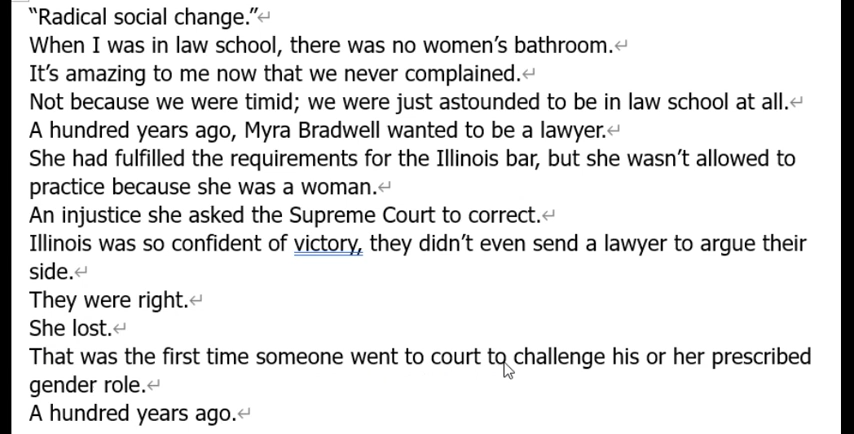 “Radical social change.”
When I was in law school, there was no women’s bathroom.
It’s amazing to me now that we never complained.
Not because we were timid; we were just astounded to be in law school at all.
A hundred years ago, Myra Bradwell wanted to be a lawyer.
She had fulfilled the requirements for the Illinois bar, but she wasn’t allowed to
practice because she was a woman.
An injustice she asked the Supreme Court to correct.
Illinois was so confident of victory, they didn’t even send a lawyer to argue their
side.
They were right.
She lost.
That was the first time someone went to court to challenge his or her prescribed
gender role.
A hundred years ago.